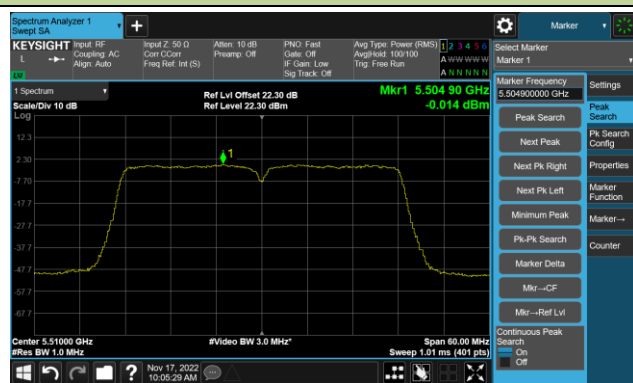 Spectrum Analyzer 1
Swept SA
Marker
KEYSIGHT
L
Input: RF
Coupling: AC
Align: Auto
Input Z: 50 Ω
Corr CCorr
Freq Ref: Int (S)
Atten: 10 dB
Preamp: Off
PNO: Fast
Gate: Off
IF Gain: Low
Sig Track: Off
Avg Type: Power (RMS)
Avg|Hold: 100/100
Trig: Free Run
1 2 3 4 5 6
A W W W W W
A N N N N N
Select Marker
Marker 1
1 Spectrum
Scale/Div 10 dB
Log
Ref Lvl Offset 22.30 dB
Ref Level 22.30 dBm
Mkr1 5.504 90 GHz
-0.014 dBm
1
12.3
2.30
-7.70
-17.7
-27.7
-37.7
-47.7
-57.7
-67.7
Center 5.51000 GHz
#Res BW 1.0 MHz
#Video BW 3.0 MHz*
Span 60.00 MHz
Sweep 1.01 ms (401 pts)
Marker Frequency
5.504900000 GHz
Peak Search
Next Peak
Next Pk Right
Next Pk Left
Minimum Peak
Pk-Pk Search
Marker Delta
Mkr→CF
Mkr→Ref Lvl
Continuous Peak
Search
On
Off
Settings
Peak
Search
Pk Search
Config
Properties
Marker
Function
Marker→
Counter
?
Nov 17, 2022
10:05:29 AM